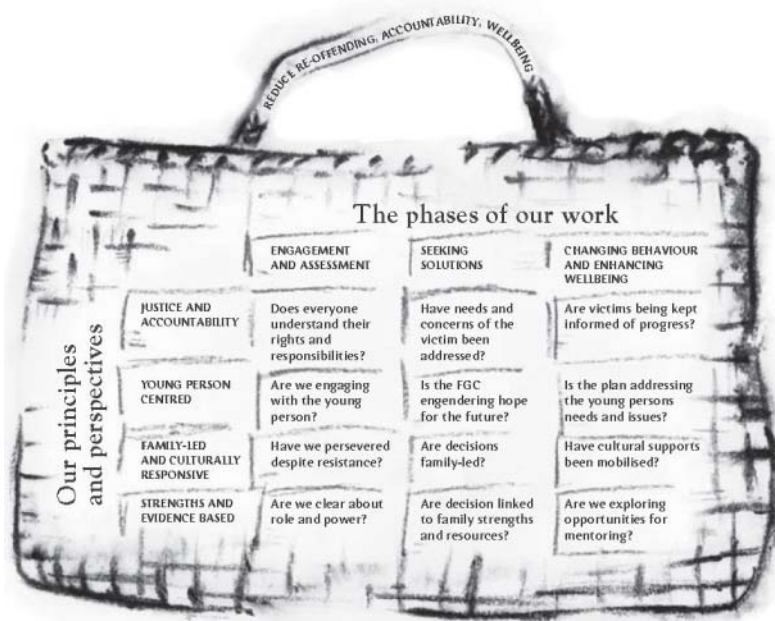 REDUCE RE-OFFENDING, ACCOUNTABILITY, WELLBEING
The phases of our work
ENGAGEMENT
AND ASSESSMENT
SEEKING
SOLUTIONS
CHANGING BEHAVIOUR
AND ENHANCING
WELLBEING
Our principles
and perspectives
JUSTICE AND
ACCOUNTABILITY
Does everyone
understand their
rights and
responsibilities?
Have needs and
concerns of the
victim been
addressed?
Are victims being kept
informed of progress?
YOUNG PERSON
CENTRED
Are we engaging
with the young
person?
Is the FGC
engendering hope
for the future?
Is the plan addressing
the young persons
needs and issues?
FAMILY-LED
AND CULTURALLY
RESPONSIVE
Have we persevered
despite resistance?
Are decisions
family-led?
Have cultural supports
been mobilised?
STRENGTHS AND
EVIDENCE BASED
Are we clear about
role and power?
Are decision linked
to family strengths
and resources?
Are we exploring
opportunities for
mentoring?